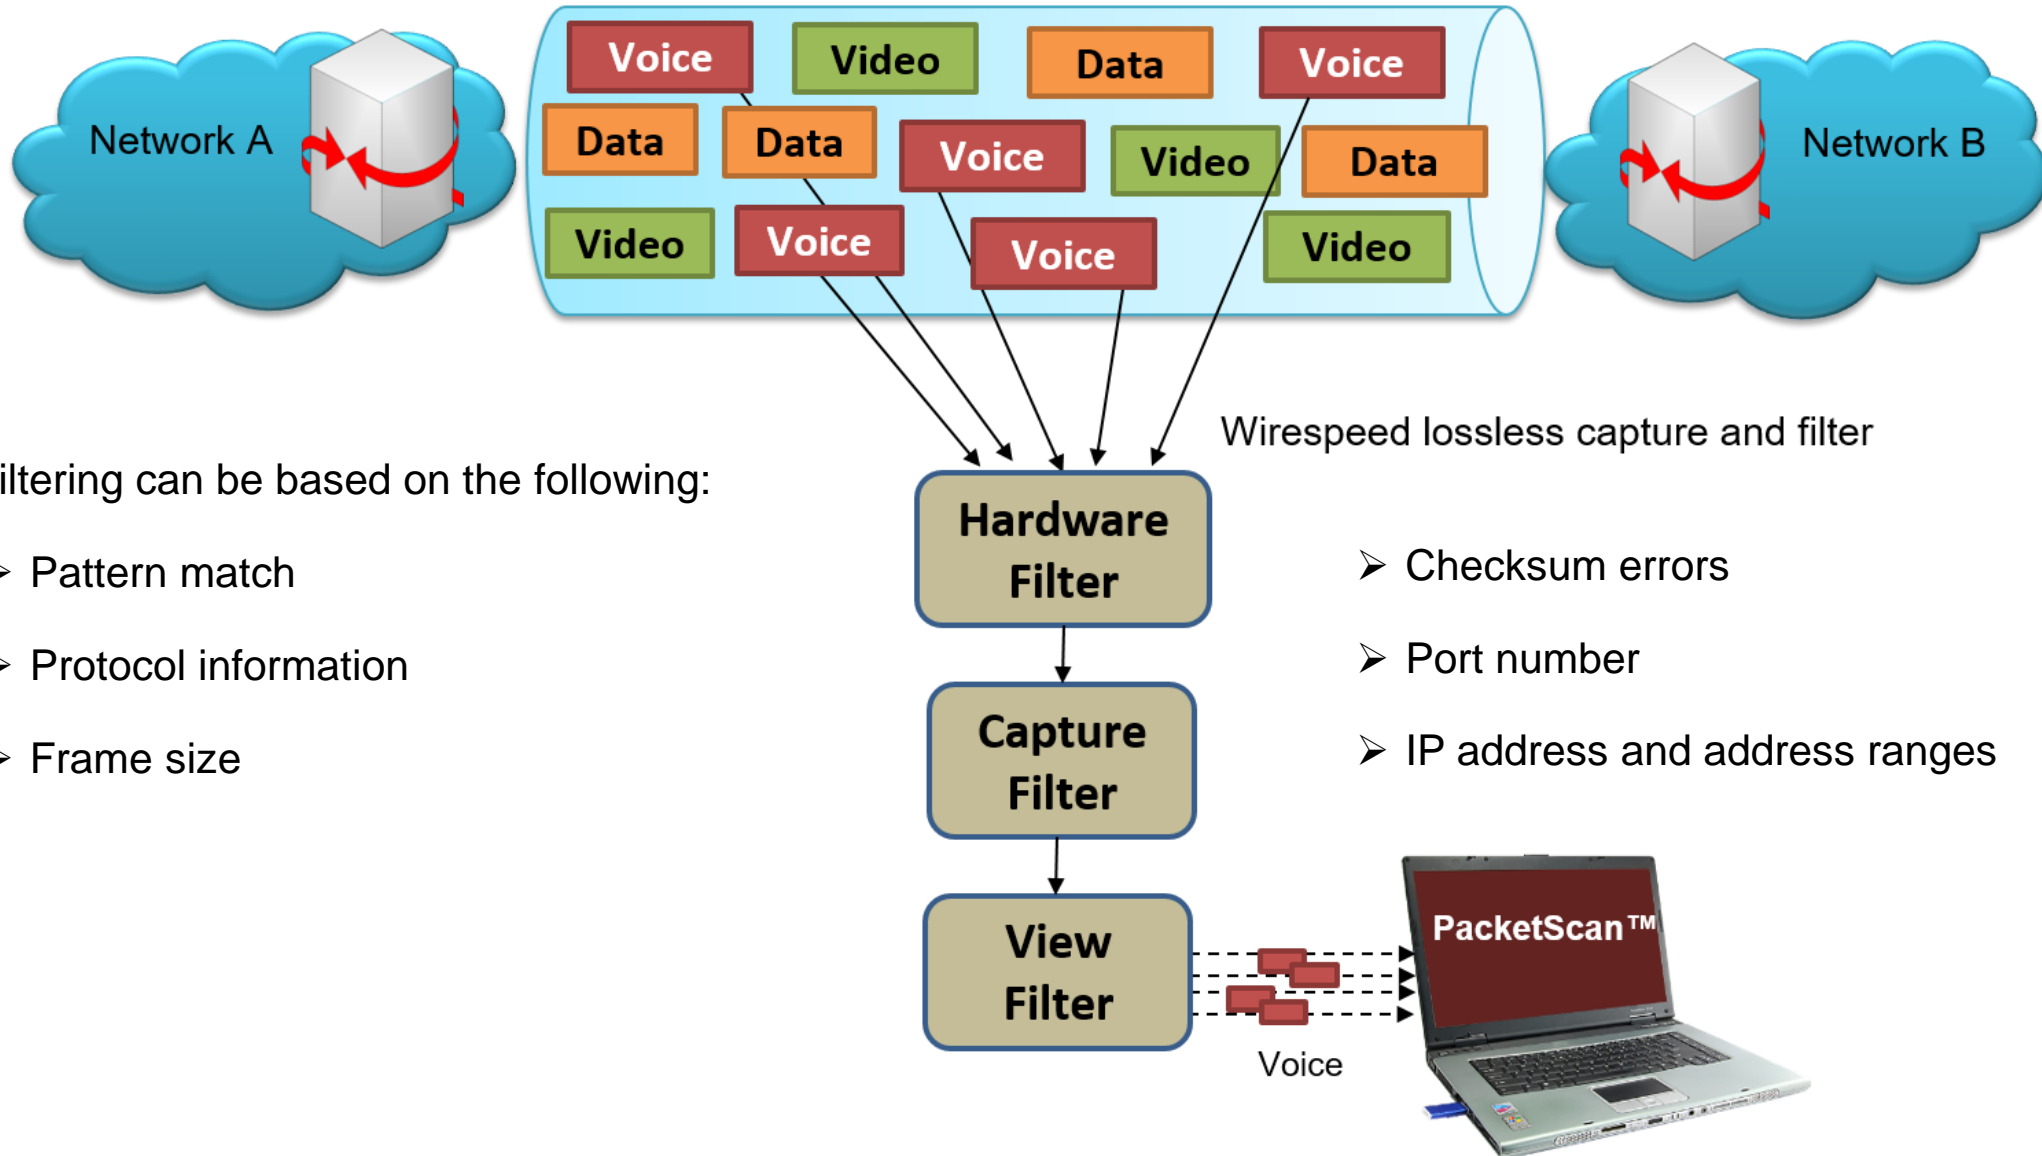 Voice Video Data Voice
Network A
Data Data Voice Video Data
Network B
Video Voice Voice Video
Wirespeed lossless capture and filter
iltering can be based on the following:
➢ Pattern match
➢ Protocol information
➢ Frame size
Hardware
Filter
➢ Checksum errors
➢ Port number
➢ IP address and address ranges
Capture
Filter
View
Filter
Voice
PacketScan™